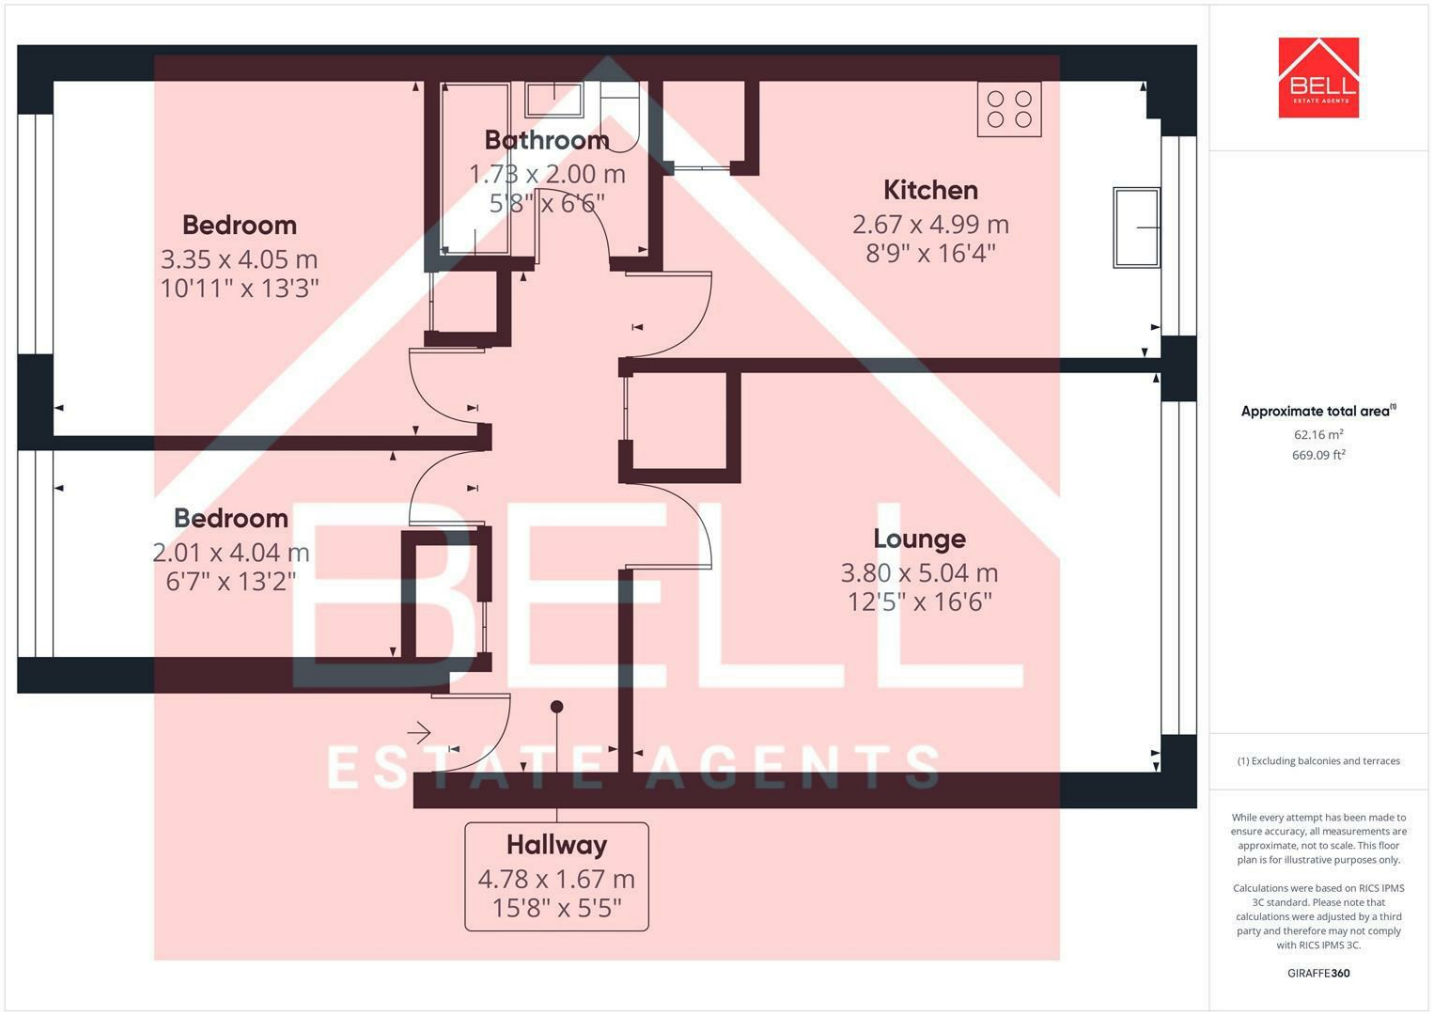 Bathroom
1.73 x 2.00 m
5'8" x 6'6"
Bedroom
3.35 x 4.05 m
10'11" x 13'3"
Kitchen
2.67 x 4.99 m
8'9" x 16'4"
Bedroom
2.01 x 4.04 m
6'7" x 13'2"
Lounge
3.80 x 5.04 m
12'5" x 16'6"
Hallway
4.78 x 1.67 m
15'8" x 5'5"
BELL
ESTATE AGENTS
BELL
ESTATE AGENTS
Approximate total area(1)
62.16 m²
669.09 ft²
(1) Excluding balconies and terraces
While every attempt has been made to
ensure accuracy, all measurements are
approximate, not to scale. This floor
plan is for illustrative purposes only.
Calculations were based on RICS IPMS
3C standard. Please note that
calculations were adjusted by a third
party and therefore may not comply
with RICS IPMS 3C.
GIRAFFE360